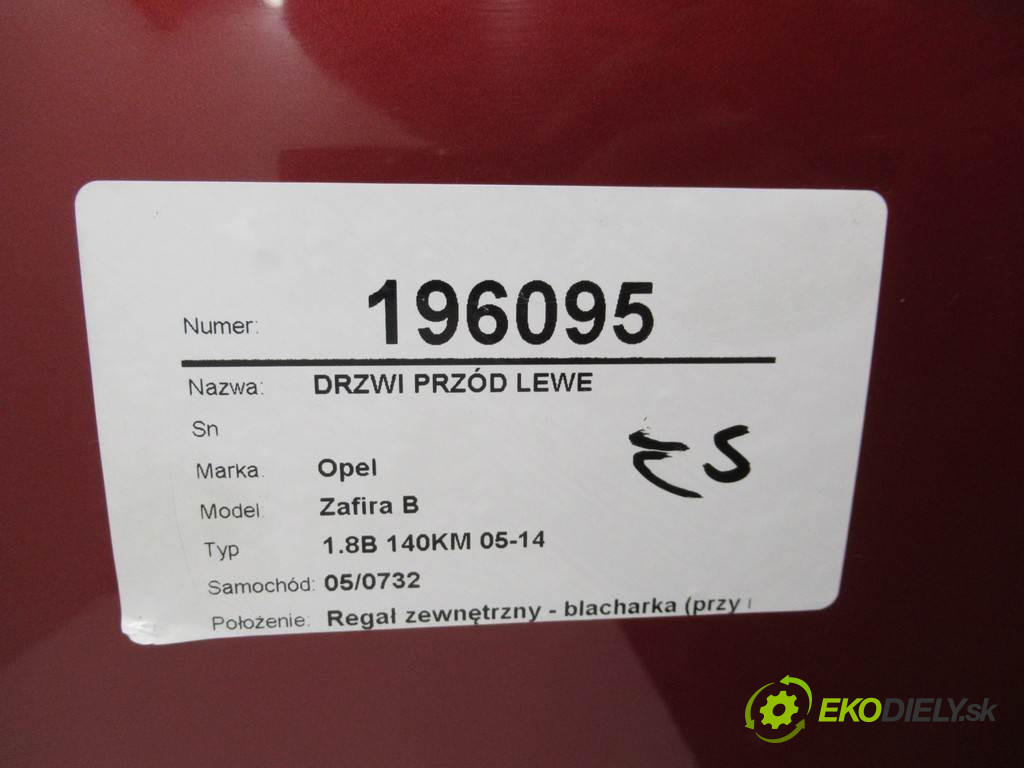 Numer: 196095
Nazwa: DRZWI PRZÓD LEWE
Sn
Marka. Opel
Model: Zafira B
Typ 1.8B 140KM 05-14
Samochód: 05/0732
Położenie: Regał zewnętrzny - blacharka (przy
EKODIELY.sk